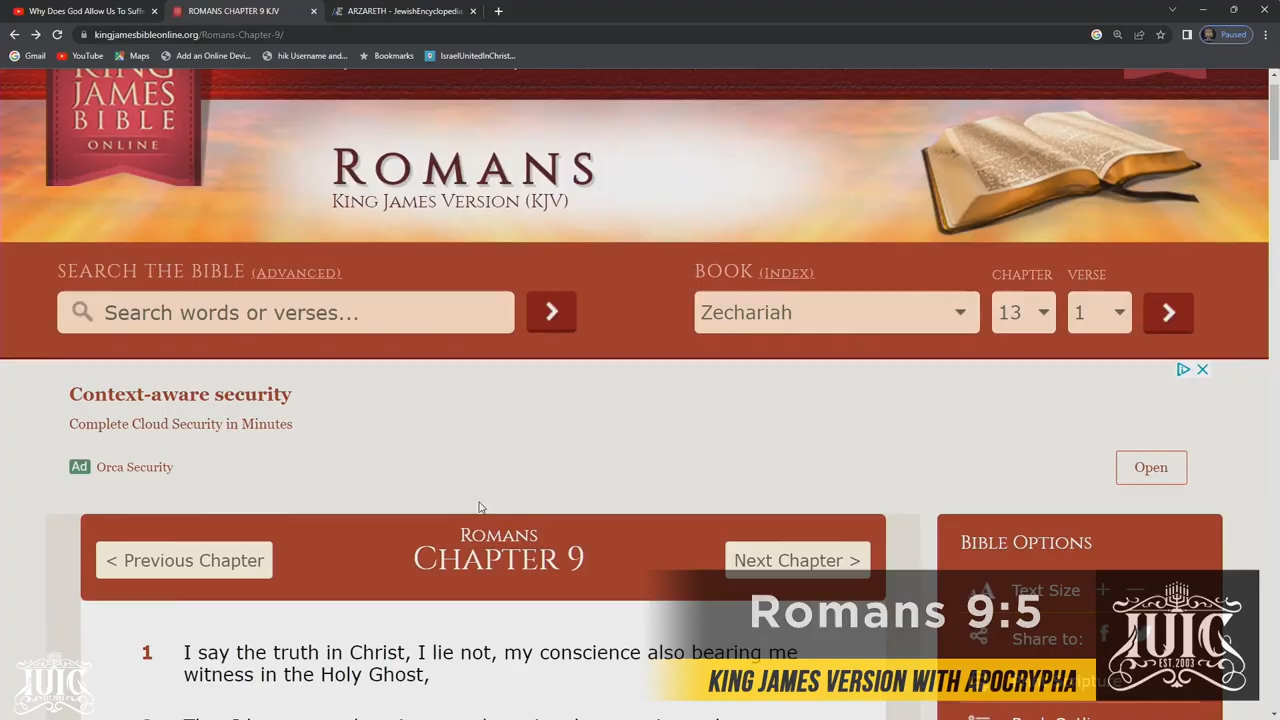 Why Does God Allow Us To Suff
ROMANS CHAPTER 9 KJV
ARZARETH - JewishEncyclopedia
kingjamesbibleonline.org/Romans-Chapter-9/
Paused
Gmail
YouTube
Maps
Add an Online Devi...
hik Username and...
Bookmarks
IsraelUnitedInChrist...
KING
JAMES
BIBLE
ONLINE
ROMANS
KING JAMES VERSION (KJV)
SEARCH THE BIBLE (ADVANCED)
BOOK (INDEX)
CHAPTER
VERSE
Search words or verses...
Zechariah
13
1
Context-aware security
Complete Cloud Security in Minutes
Ad Orca Security
Open
ROMANS
< Previous Chapter
CHAPTER 9
Next Chapter >
BIBLE OPTIONS
Text Size + –
Share to:
Romans 9:5
KING JAMES VERSION WITH APOCRYPHA
IUIC
EST. 2003
1 I say the truth in Christ, I lie not, my conscience also bearing me
witness in the Holy Ghost,
IUIC